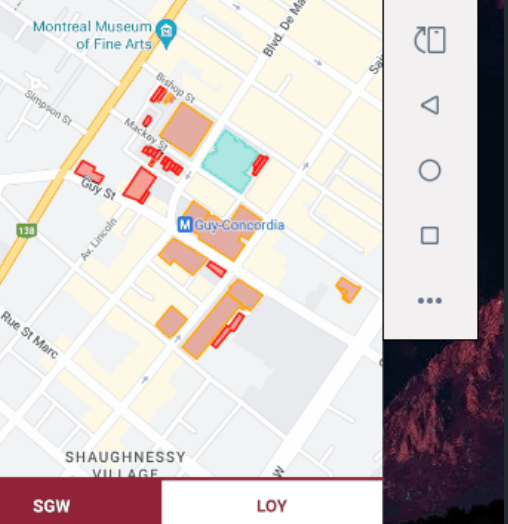 Montreal Museum
of Fine Arts
Blvd. De Ma
Bishop St
Simpson St
Mackay St
Guy St
M Guy-Concordia
138
Av. Lincoln
Rue St Marc
SHAUGHNESSY
VILLAGE
W
SGW
LOY